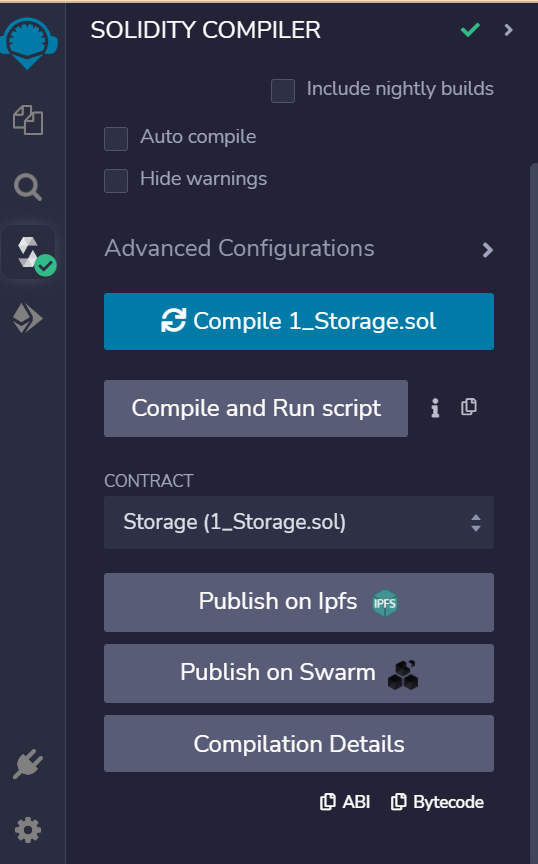 SOLIDITY COMPILER
Include nightly builds
Auto compile
Hide warnings
Advanced Configurations
Compile 1_Storage.sol
Compile and Run script
CONTRACT
Storage (1_Storage.sol)
Publish on Ipfs IPFS
Publish on Swarm
Compilation Details
ABI Bytecode